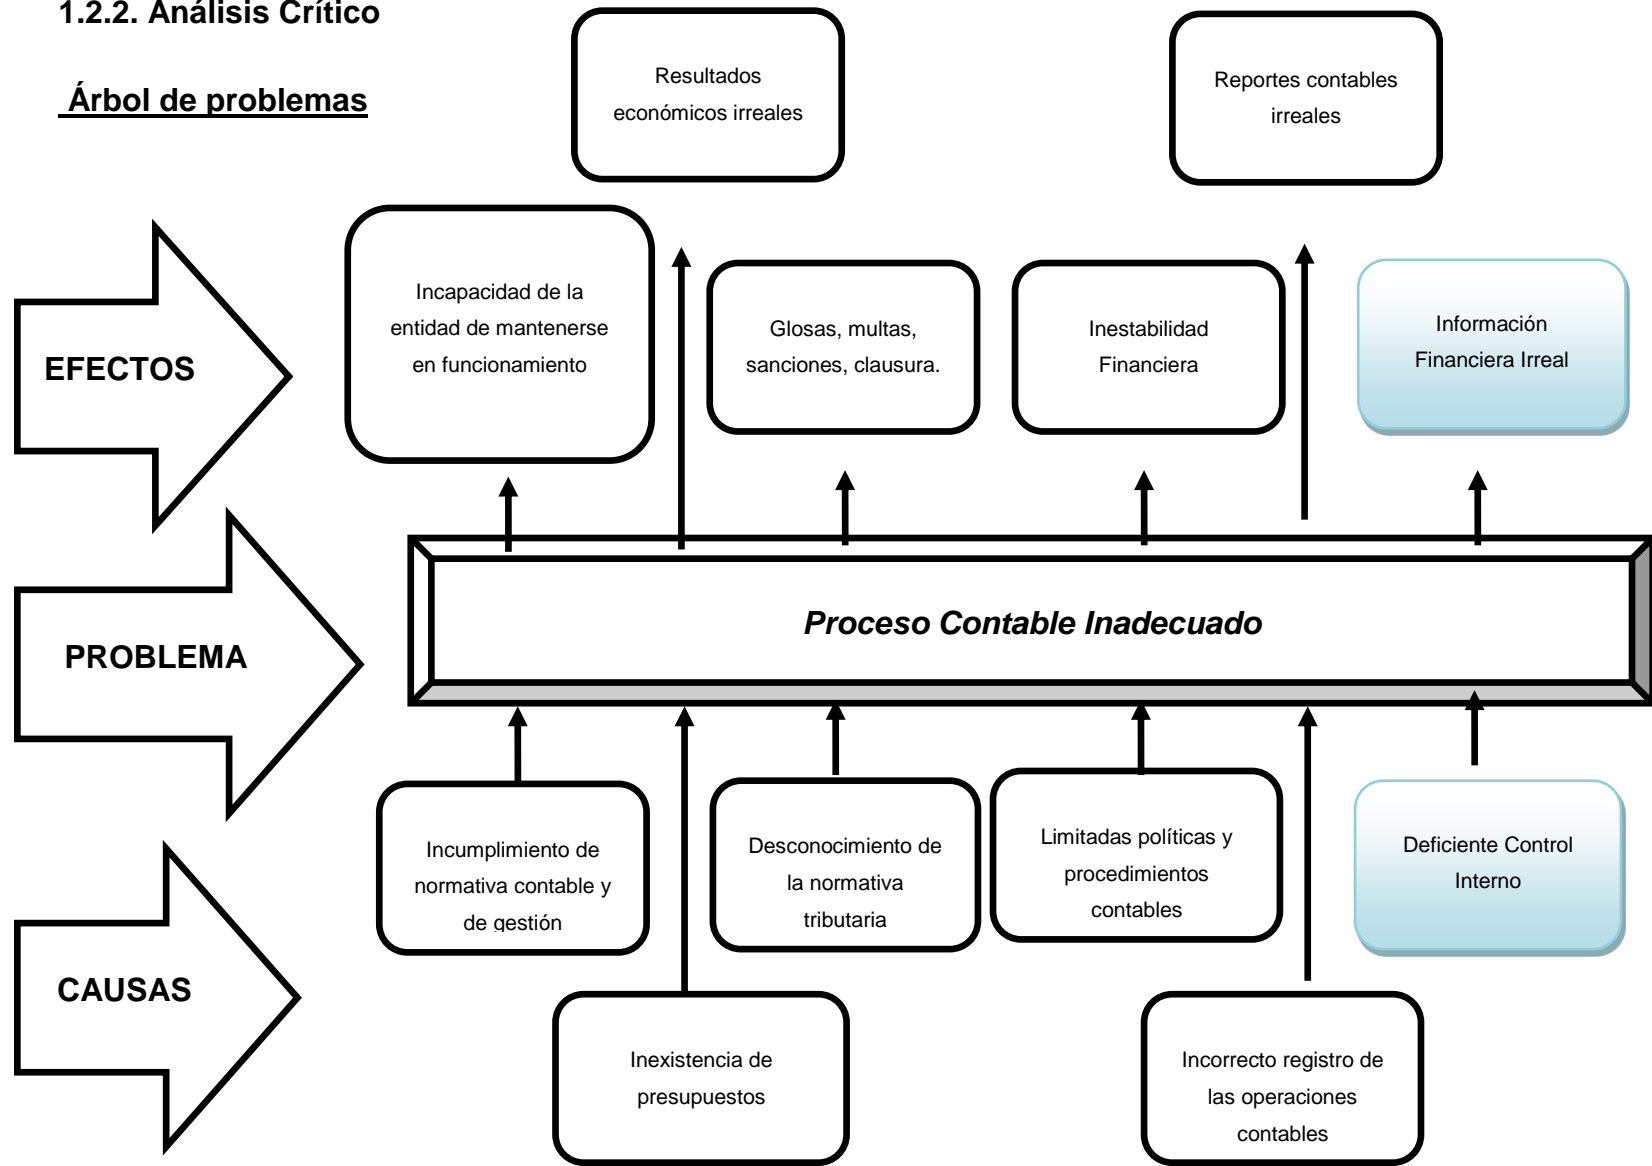 1.2.2. Análisis Crítico
Árbol de problemas
Resultados
económicos irreales
Reportes contables
irreales
EFECTOS
Incapacidad de la
entidad de mantenerse
en funcionamiento
Glosas, multas,
sanciones, clausura.
Inestabilidad
Financiera
Información
Financiera Irreal
PROBLEMA
Proceso Contable Inadecuado
CAUSAS
Incumplimiento de
normativa contable y
de gestión
Desconocimiento de
la normativa
tributaria
Limitadas políticas y
procedimientos
contables
Deficiente Control
Interno
Inexistencia de
presupuestos
Incorrecto registro de
las operaciones
contables